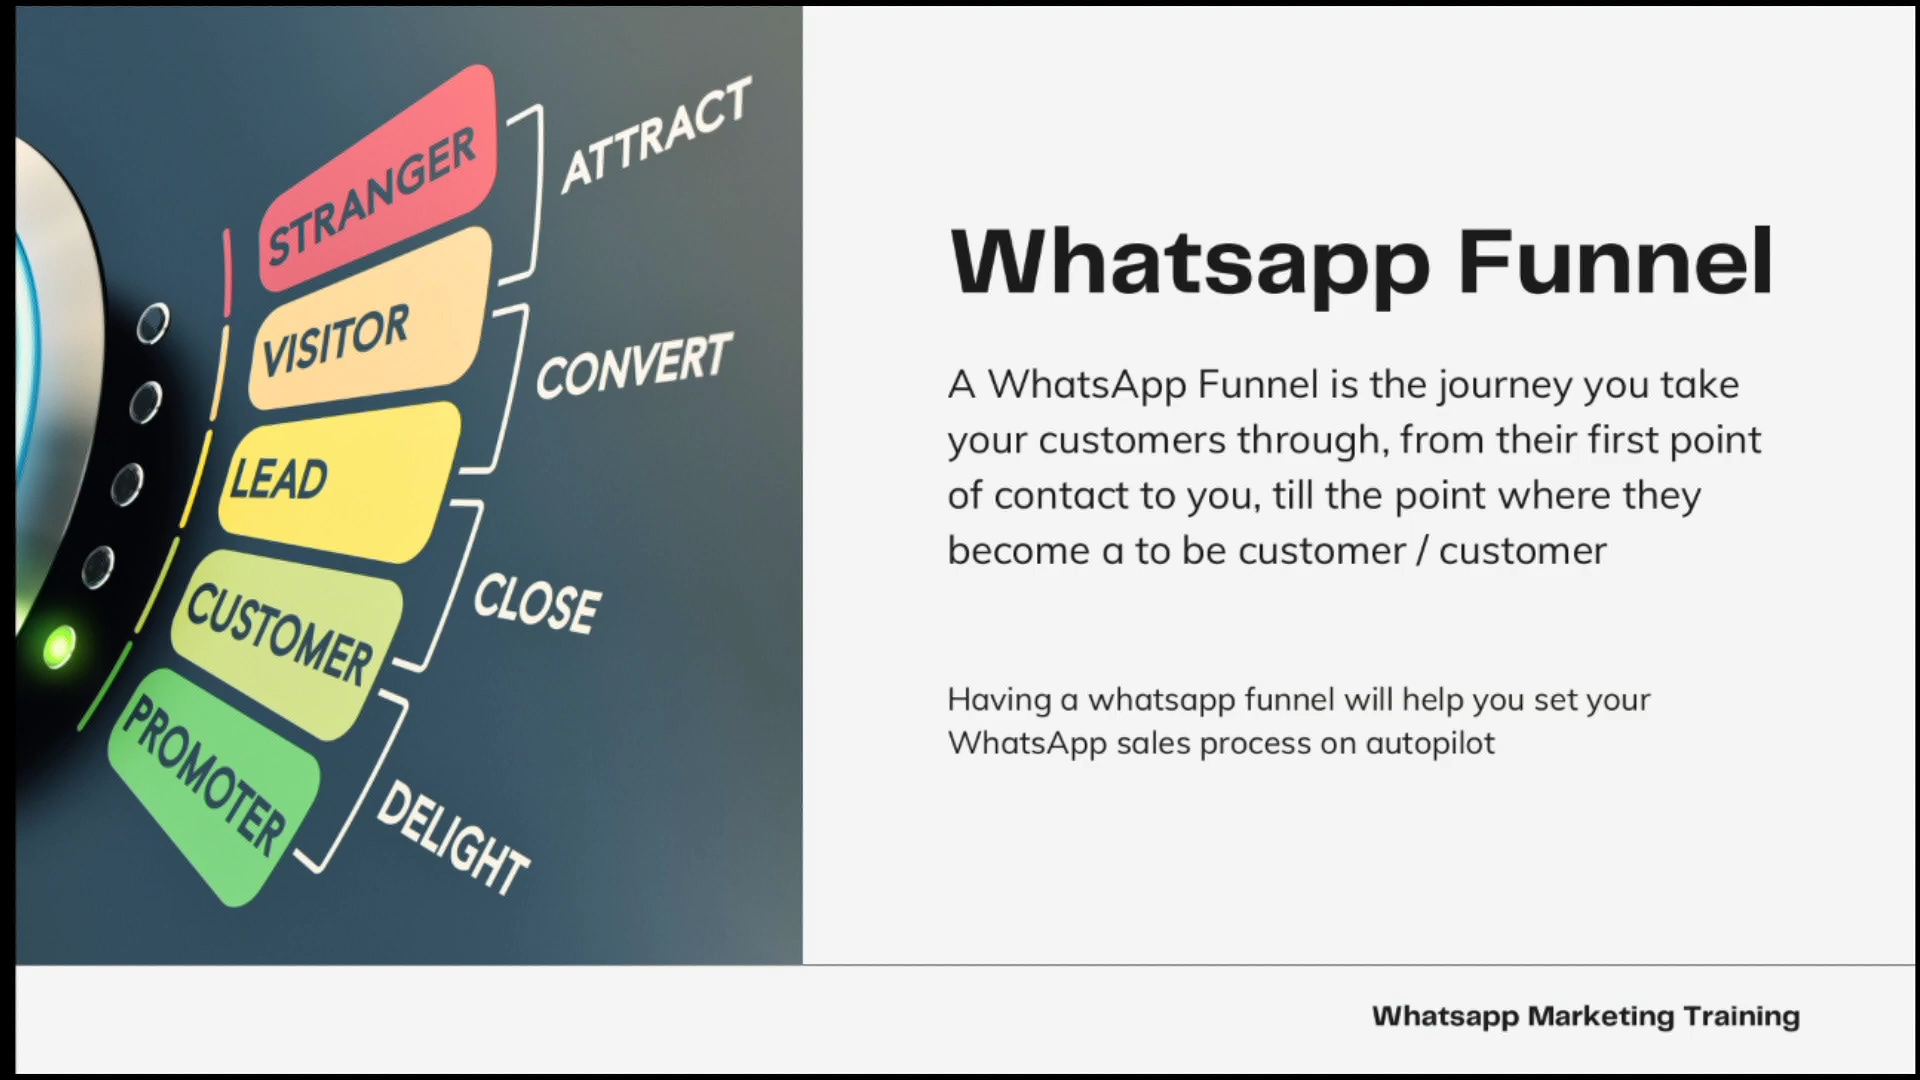 STRANGER
ATTRACT
VISITOR
CONVERT
LEAD
CLOSE
CUSTOMER
PROMOTER
DELIGHT
Whatsapp Funnel
A WhatsApp Funnel is the journey you take
your customers through, from their first point
of contact to you, till the point where they
become a to be customer / customer
Having a whatsapp funnel will help you set your
WhatsApp sales process on autopilot
Whatsapp Marketing Training